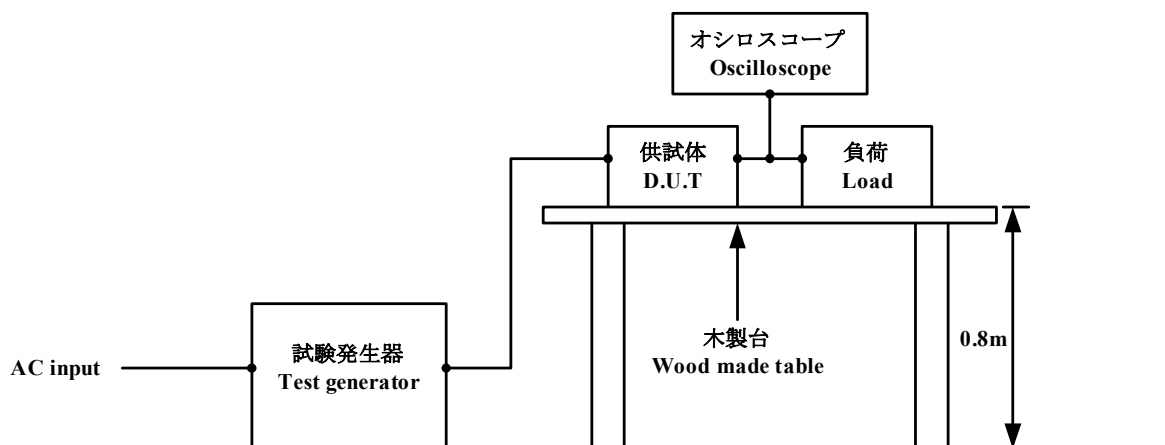 オシロスコープ
Oscilloscope
供試体
D.U.T
負荷
Load
木製台
Wood made table
0.8m
試験発生器
Test generator
AC input